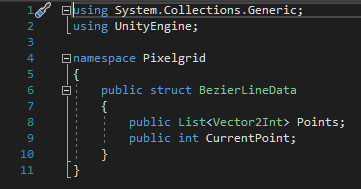 1 using System.Collections.Generic;
2 using UnityEngine;
3
4 namespace Pixelgrid
5 {
6 public struct BezierLineData
7 {
8 public List<Vector2Int> Points;
9 public int CurrentPoint;
10 }
11 }